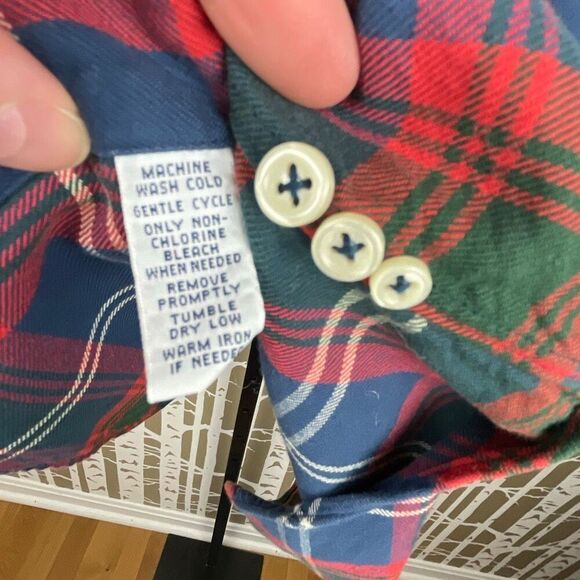 MACHINE
WASH COLD
GENTLE CYCLE
ONLY NON-
CHLORINE
BLEACH
WHEN NEEDED
REMOVE
PROMPTLY
TUMBLE
DRY LOW
WARM IRON
IF NEEDED